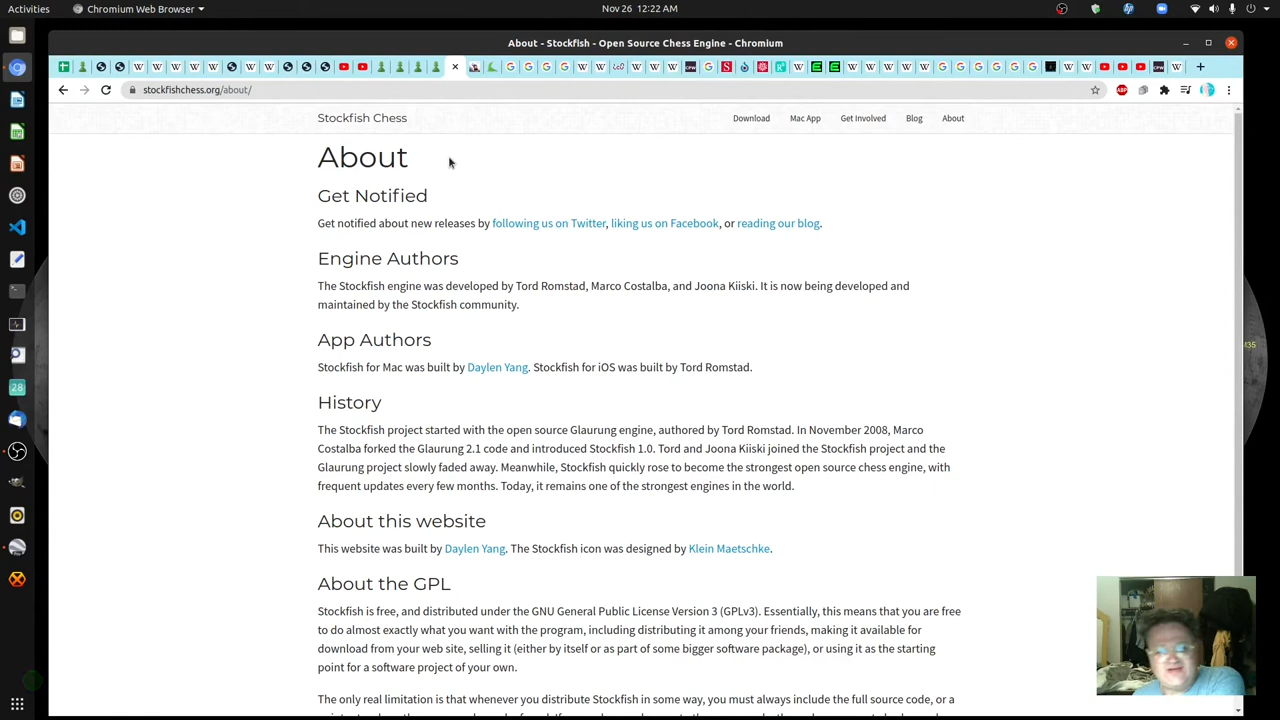 Activities
Chromium Web Browser
Nov 26 12:22 AM
About - Stockfish - Open Source Chess Engine - Chromium
stockfishchess.org/about/
ABP
Stockfish Chess
Download
Mac App
Get Involved
Blog
About
About
Get Notified
Get notified about new releases by following us on Twitter, liking us on Facebook, or reading our blog.
Engine Authors
The Stockfish engine was developed by Tord Romstad, Marco Costalba, and Joona Kiiski. It is now being developed and
maintained by the Stockfish community.
App Authors
Stockfish for Mac was built by Daylen Yang. Stockfish for iOS was built by Tord Romstad.
History
The Stockfish project started with the open source Glaurung engine, authored by Tord Romstad. In November 2008, Marco
Costalba forked the Glaurung 2.1 code and introduced Stockfish 1.0. Tord and Joona Kiiski joined the Stockfish project and the
Glaurung project slowly faded away. Meanwhile, Stockfish quickly rose to become the strongest open source chess engine, with
frequent updates every few months. Today, it remains one of the strongest engines in the world.
About this website
This website was built by Daylen Yang. The Stockfish icon was designed by Klein Maetschke.
About the GPL
Stockfish is free, and distributed under the GNU General Public License Version 3 (GPLv3). Essentially, this means that you are free
to do almost exactly what you want with the program, including distributing it among your friends, making it available for
download from your web site, selling it (either by itself or as part of some bigger software package), or using it as the starting
point for a software project of your own.
The only real limitation is that whenever you distribute Stockfish in some way, you must always include the full source code, or a
28